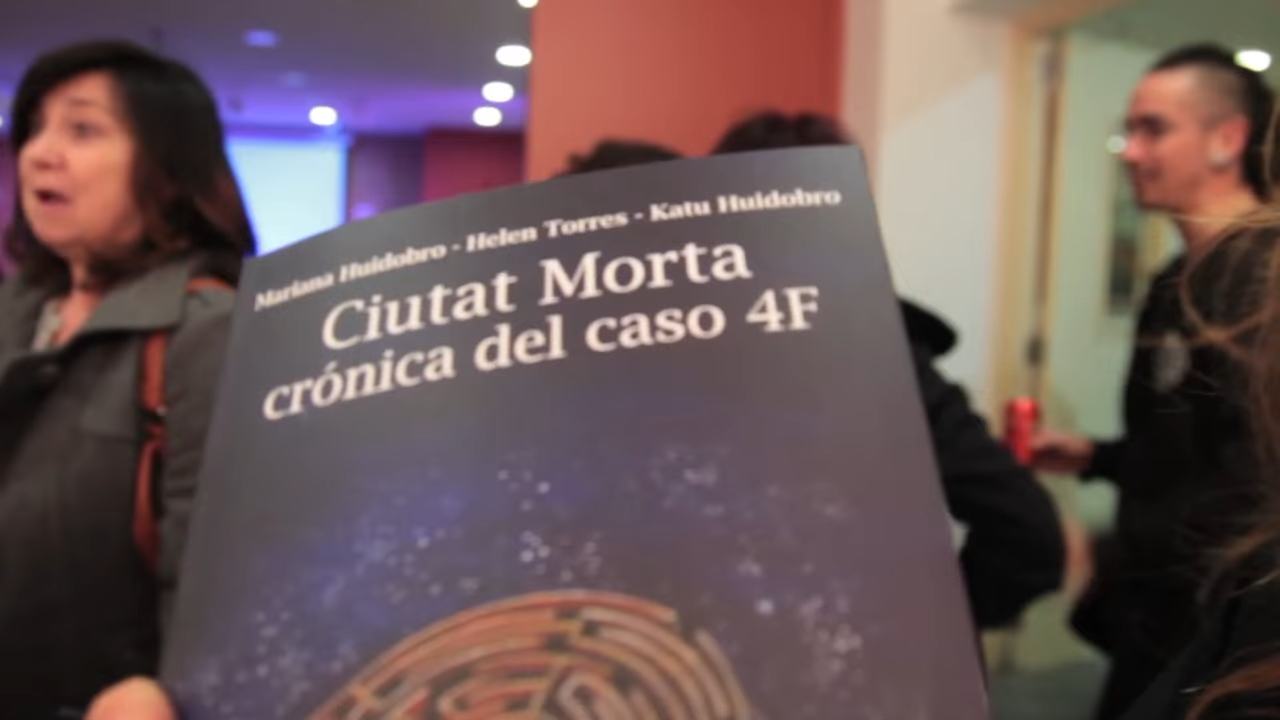 Mariana Huidobro - Helen Torres - Katu Huidobro
Ciutat Morta
crónica del caso 4F